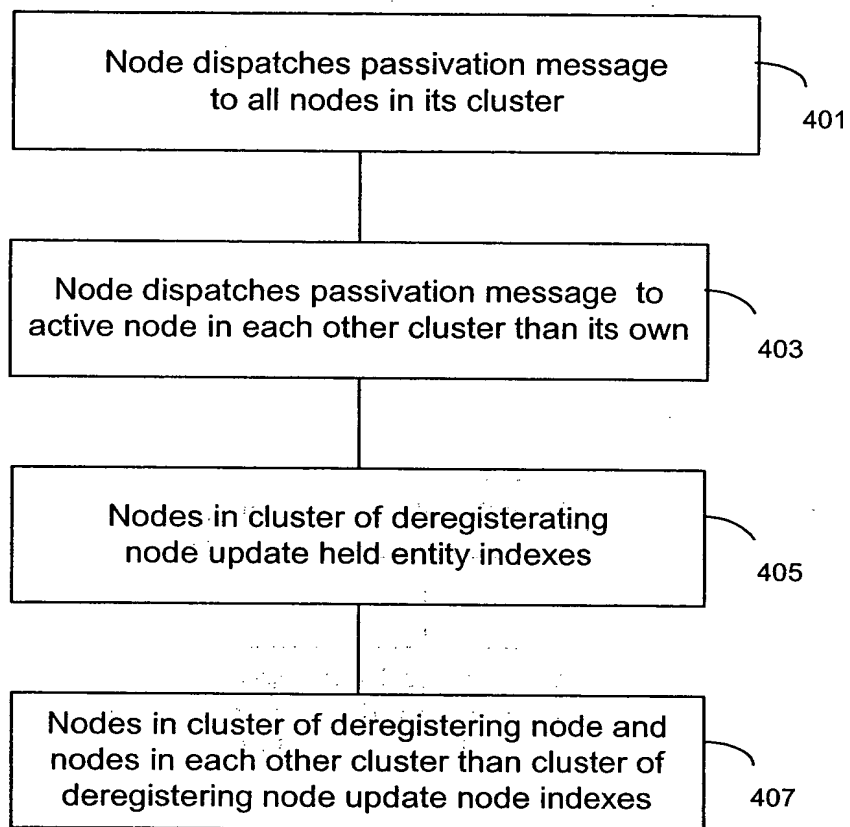 Node dispatches passivation message
to all nodes in its cluster
401
Node dispatches passivation message to
active node in each other cluster than its own
403
Nodes in cluster of deregisterating
node update held entity indexes
405
Nodes in cluster of deregistering node and
nodes in each other cluster than cluster of
deregistering node update node indexes
407